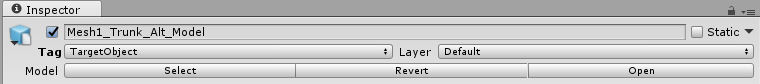 Inspector
Mesh1_Trunk_Alt_Model Static
Tag TargetObject Layer Default
Model Select Revert Open